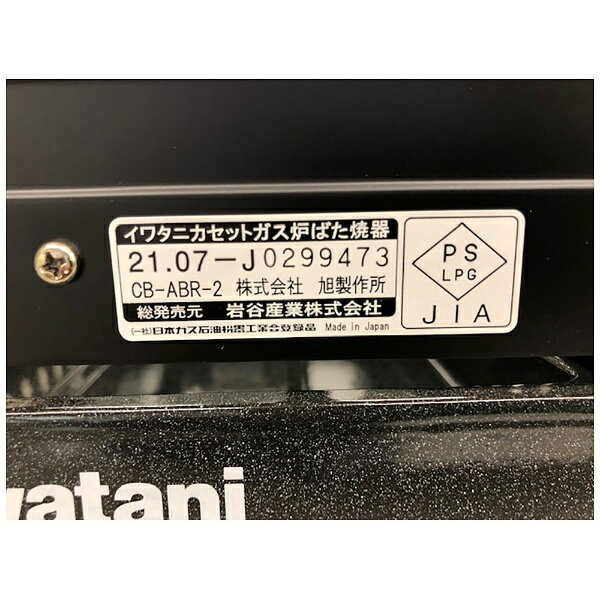 イワタニカセットガス炉ばた焼器
21.07-J0299473
CB-ABR-2 株式会社 旭製作所
総発売元 岩谷産業株式会社
(一社)日本ガス石油機器工業会登録品 Made in Japan
PS
LPG
JIA
watani